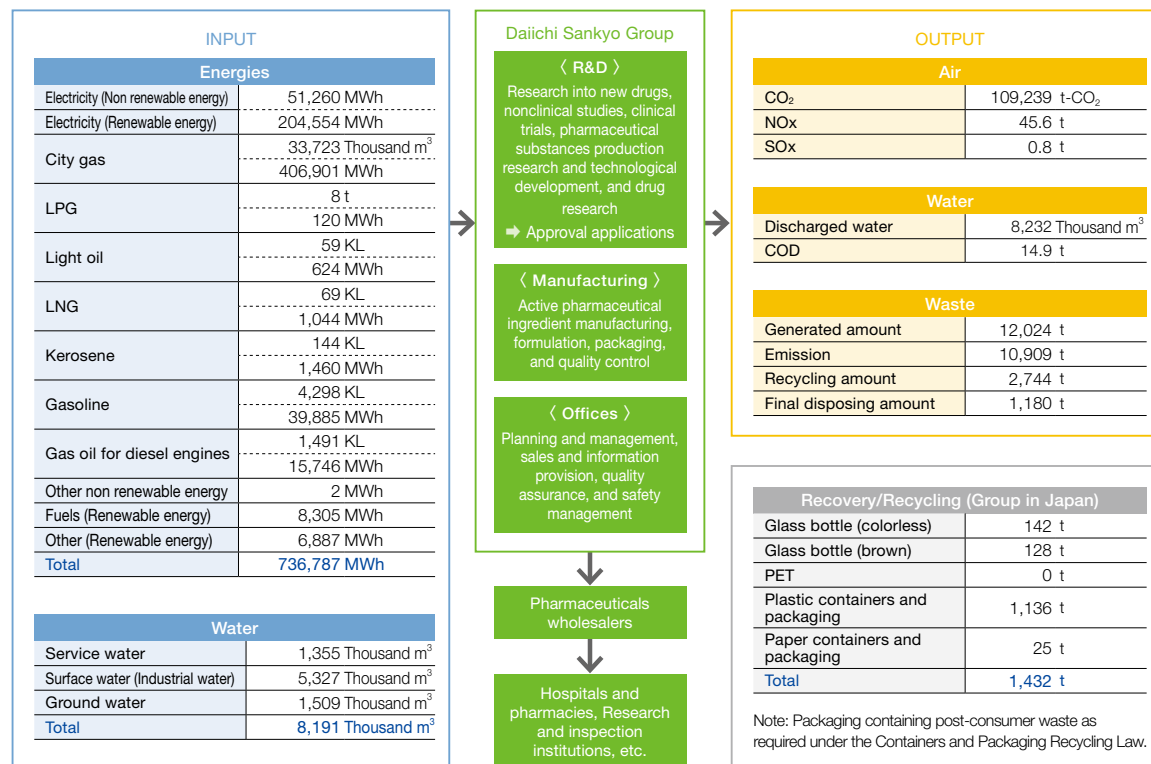 INPUT
Energies
Electricity (Non renewable energy) 51,260 MWh
Electricity (Renewable energy) 204,554 MWh
City gas 33,723 Thousand m³
406,901 MWh
LPG 8 t
120 MWh
Light oil 59 KL
624 MWh
LNG 69 KL
1,044 MWh
Kerosene 144 KL
1,460 MWh
Gasoline 4,298 KL
39,885 MWh
Gas oil for diesel engines 1,491 KL
15,746 MWh
Other non renewable energy 2 MWh
Fuels (Renewable energy) 8,305 MWh
Other (Renewable energy) 6,887 MWh
Total 736,787 MWh
Water
Service water 1,355 Thousand m³
Surface water (Industrial water) 5,327 Thousand m³
Ground water 1,509 Thousand m³
Total 8,191 Thousand m³
Daiichi Sankyo Group
〈 R&D 〉
Research into new drugs,
nonclinical studies, clinical
trials, pharmaceutical
substances production
research and technological
development, and drug
research
➡ Approval applications
〈 Manufacturing 〉
Active pharmaceutical
ingredient manufacturing,
formulation, packaging,
and quality control
〈 Offices 〉
Planning and management,
sales and information
provision, quality
assurance, and safety
management
Pharmaceuticals
wholesalers
Hospitals and
pharmacies, Research
and inspection
institutions, etc.
OUTPUT
Air
CO₂ 109,239 t-CO₂
NOx 45.6 t
SOx 0.8 t
Water
Discharged water 8,232 Thousand m³
COD 14.9 t
Waste
Generated amount 12,024 t
Emission 10,909 t
Recycling amount 2,744 t
Final disposing amount 1,180 t
Recovery/Recycling (Group in Japan)
Glass bottle (colorless) 142 t
Glass bottle (brown) 128 t
PET 0 t
Plastic containers and
packaging 1,136 t
Paper containers and
packaging 25 t
Total 1,432 t
Note: Packaging containing post-consumer waste as
required under the Containers and Packaging Recycling Law.